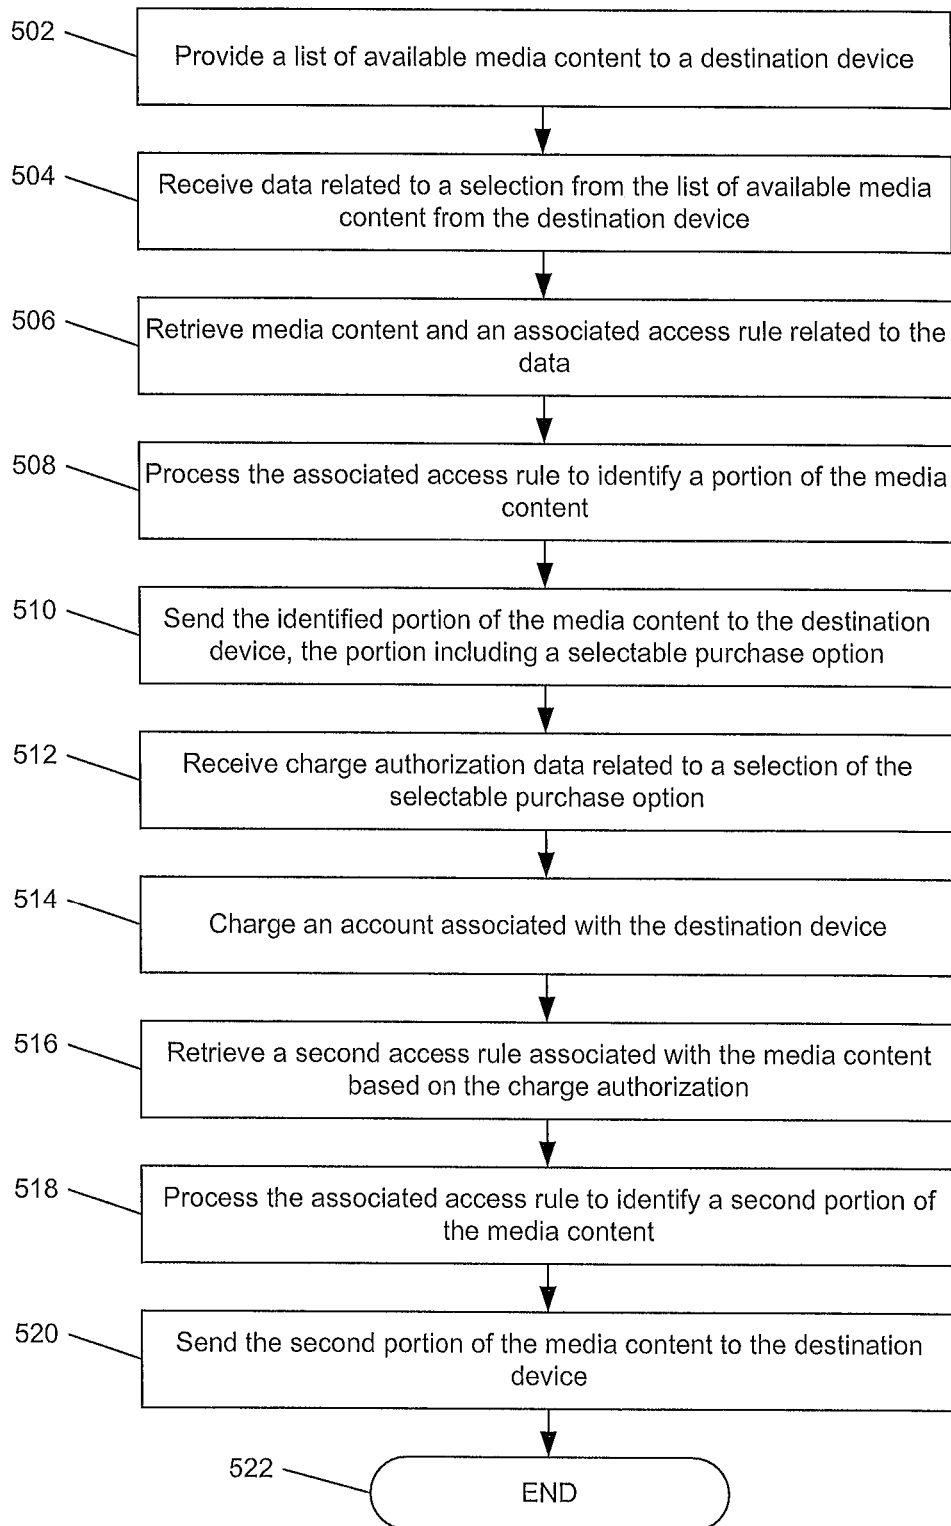 502
Provide a list of available media content to a destination device
504
Receive data related to a selection from the list of available media
content from the destination device
506
Retrieve media content and an associated access rule related to the
data
508
Process the associated access rule to identify a portion of the media
content
510
Send the identified portion of the media content to the destination
device, the portion including a selectable purchase option
512
Receive charge authorization data related to a selection of the
selectable purchase option
514
Charge an account associated with the destination device
516
Retrieve a second access rule associated with the media content
based on the charge authorization
518
Process the associated access rule to identify a second portion of
the media content
520
Send the second portion of the media content to the destination
device
522
END